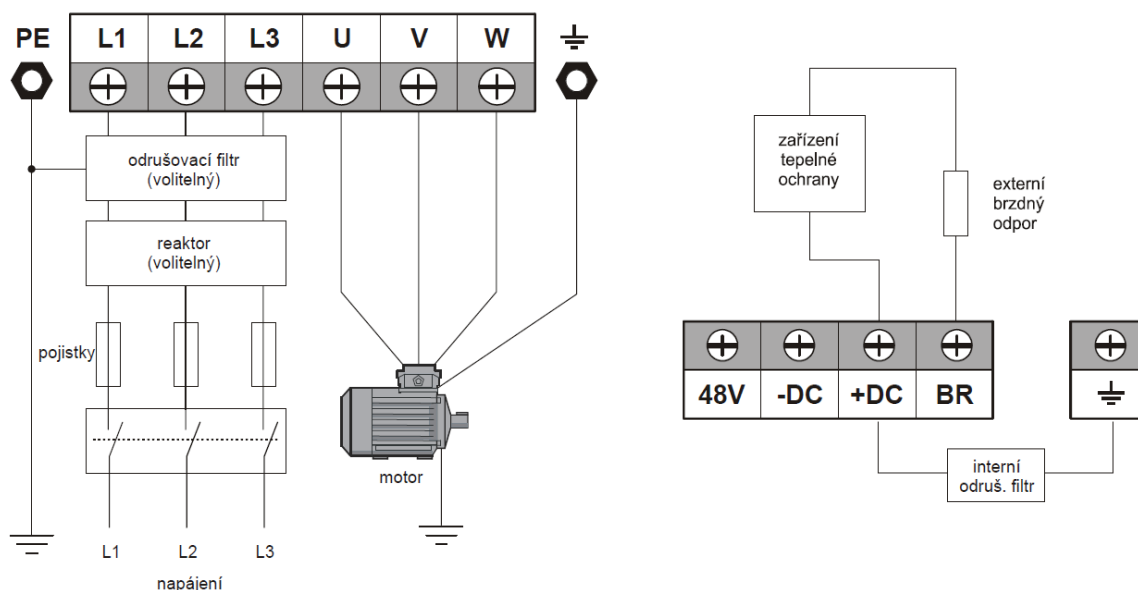 PE L1 L2 L3 U V W
odrušovací filtr
(volitelný)
reaktor
(volitelný)
pojistky
motor
L1 L2 L3
napájení
zařízení
tepelné
ochrany
externí
brzdný
odpor
48V -DC +DC BR
interní
odruš. filtr